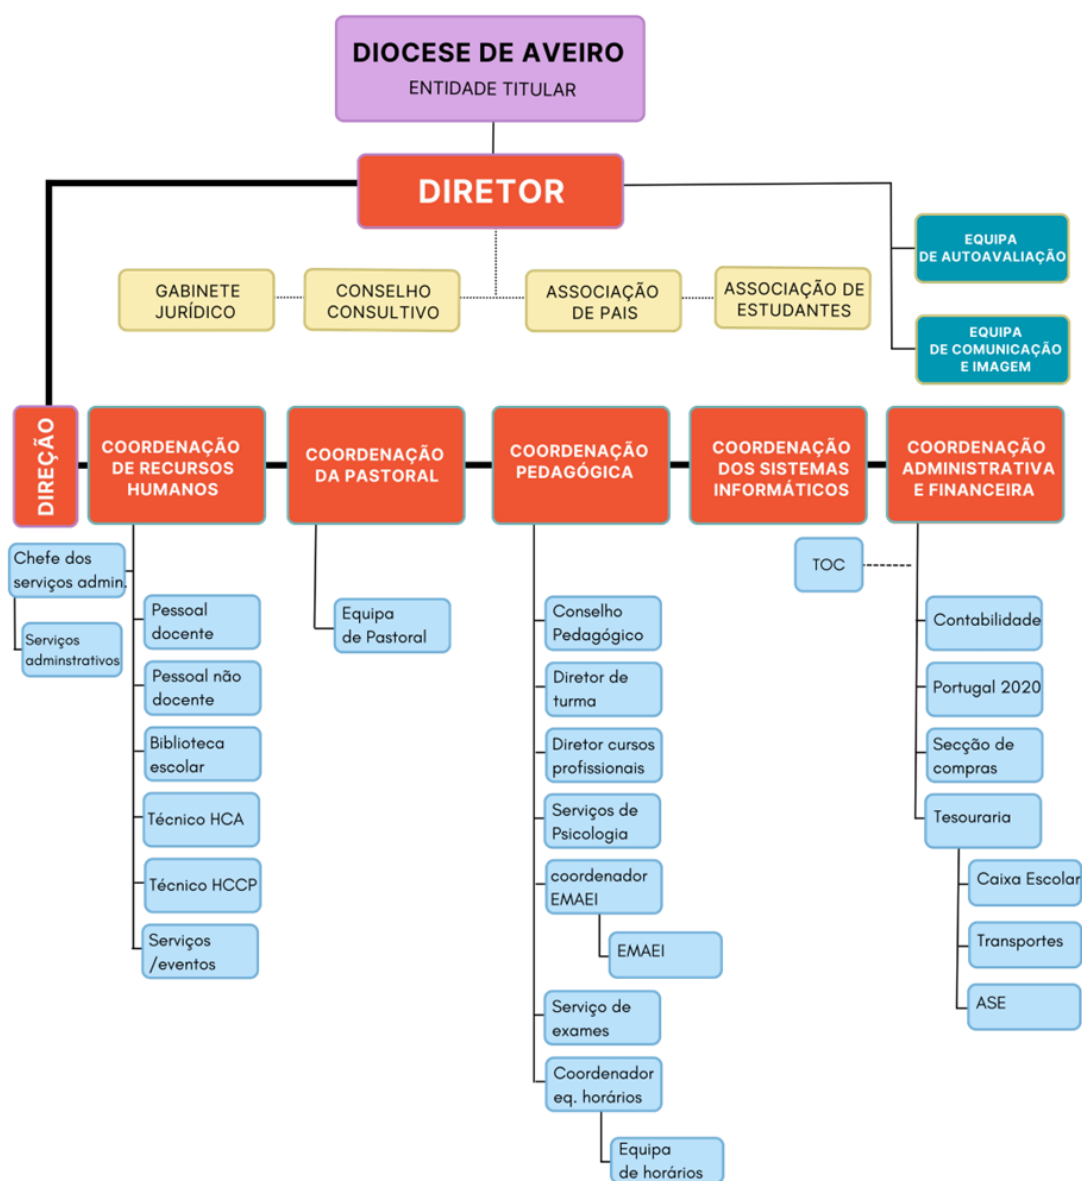 DIOCESE DE AVEIRO
ENTIDADE TITULAR
DIRETOR
EQUIPA
DE AUTOAVALIAÇÃO
GABINETE
JURÍDICO
CONSELHO
CONSULTIVO
ASSOCIAÇÃO
DE PAIS
ASSOCIAÇÃO DE
ESTUDANTES
EQUIPA
DE COMUNICAÇÃO
E IMAGEM
DIREÇÃO
COORDENAÇÃO
DE RECURSOS
HUMANOS
COORDENAÇÃO
DA PASTORAL
COORDENAÇÃO
PEDAGÓGICA
COORDENAÇÃO
DOS SISTEMAS
INFORMÁTICOS
COORDENAÇÃO
ADMINISTRATIVA
E FINANCEIRA
Chefe dos
serviços admin.
Serviços
adminstrativos
Pessoal
docente
Pessoal não
docente
Biblioteca
escolar
Técnico HCA
Técnico HCCP
Serviços
/eventos
Equipa
de Pastoral
Conselho
Pedagógico
Diretor de
turma
Diretor cursos
profissionais
Serviços de
Psicologia
coordenador
EMAEI
EMAEI
Serviço de
exames
Coordenador
eq. horários
Equipa
de horários
TOC
Contabilidade
Portugal 2020
Secção de
compras
Tesouraria
Caixa Escolar
Transportes
ASE